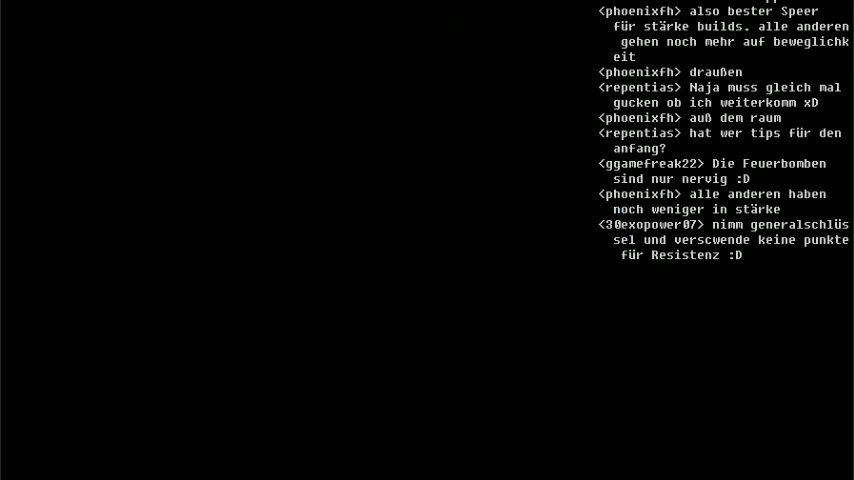 <phoenixfh> also bester Speer
für stärke builds. alle anderen
gehen noch mehr auf beweglichk
eit
<phoenixfh> draußen
<repentias> Naja muss gleich mal
gucken ob ich weiterkomm xD
<phoenixfh> auß dem raum
<repentias> hat wer tips für den
anfang?
<ggamefreak22> Die Feuerbomben
sind nur nervig :D
<phoenixfh> alle anderen haben
noch weniger in stärke
<30exopower07> nimm generalschlüs
sel und verscwende keine punkte
für Resistenz :D